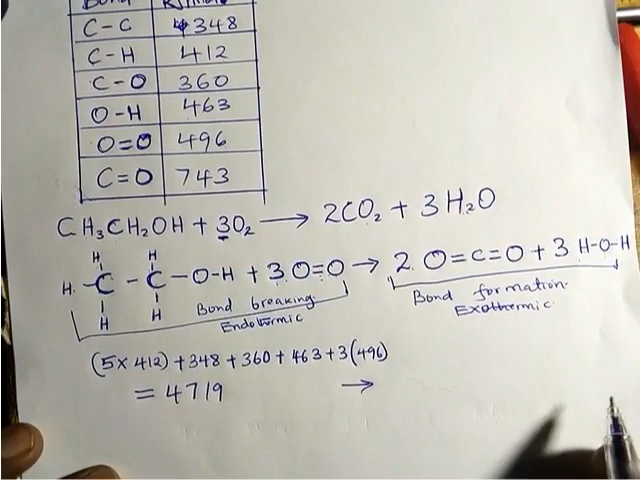 Bond
C-C 348
C-H 412
C-O 360
O-H 463
O=O 496
C=O 743
CH₃CH₂OH + 3O₂ → 2CO₂ + 3H₂O
H H
H - C - C - O-H + 3 O=O → 2 O=C=O + 3 H-O-H
H H
Bond breaking Bond formation
Endothermic Exothermic
(5 x 412) + 348 + 360 + 463 + 3(496)
= 4719 →